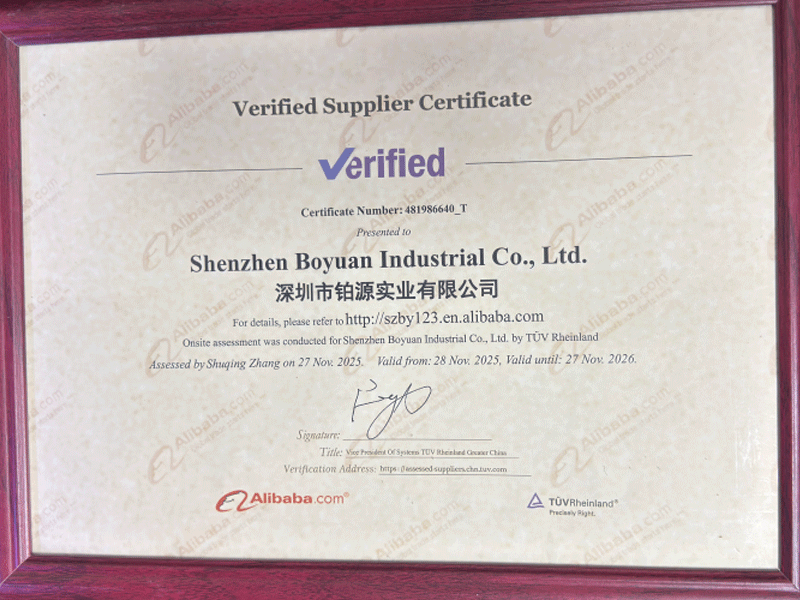 Verified Supplier Certificate
Verified
Certificate Number: 481986640_T
Presented to
Shenzhen Boyuan Industrial Co., Ltd.
深圳市铂源实业有限公司
For details, please refer to http://szby123.en.alibaba.com
Onsite assessment was conducted for Shenzhen Boyuan Industrial Co., Ltd. by TÜV Rheinland
Assessed by Shuqing Zhang on 27 Nov. 2025. Valid from: 28 Nov. 2025, Valid until: 27 Nov. 2026.
Signature:
Title: Vice President Of Systems TÜV Rheinland Greater China
Verification Address: https://assessed-suppliers.chn.tuv.com
Alibaba.com®
TÜVRheinland®
Precisely Right.